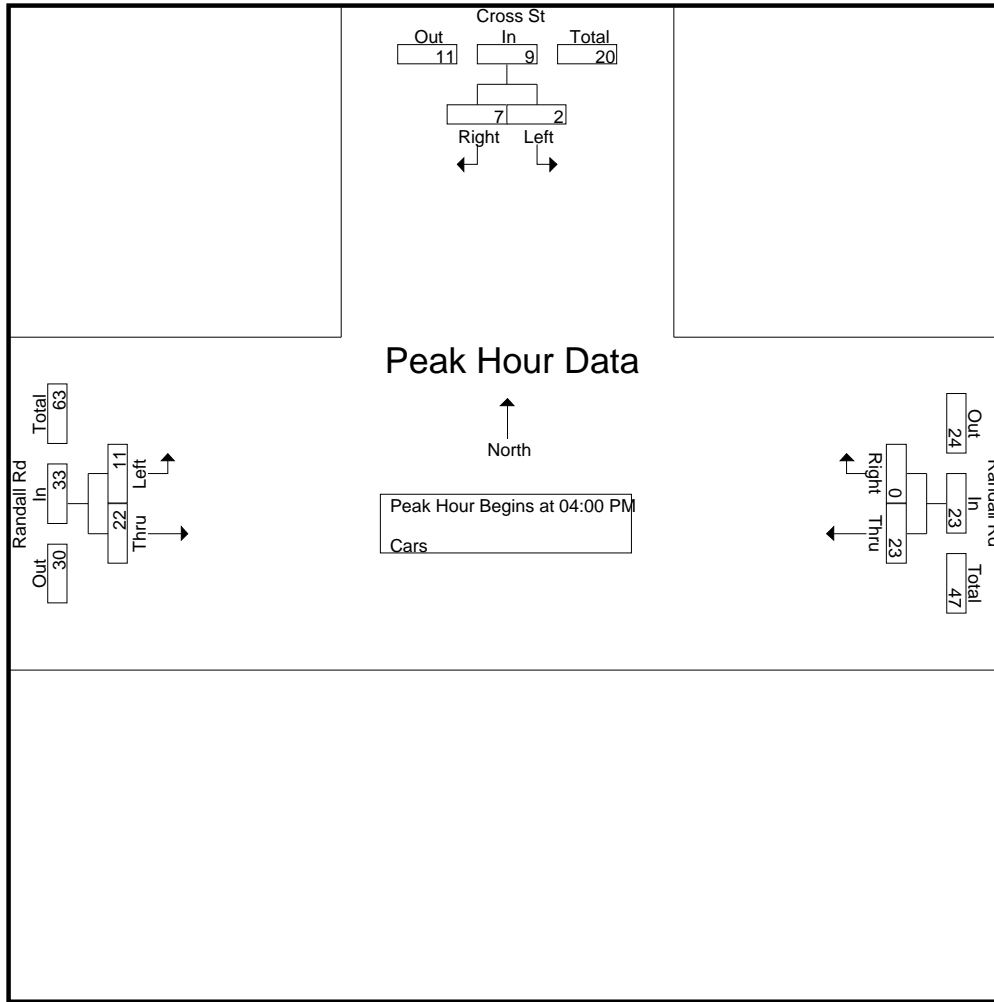 Cross St
Out In Total
11 9 20
7 2
Right Left
Peak Hour Data
North
Peak Hour Begins at 04:00 PM
Cars
Randall Rd
Total In Out
63 33 30
11 22
Left Thru
Randall Rd
Out In Total
24 23 47
0 23
Right Thru